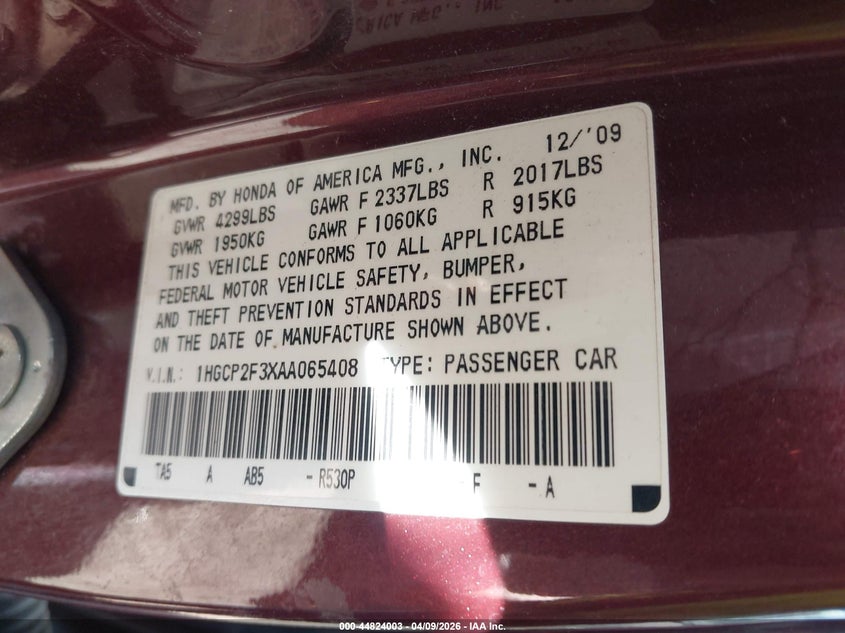 MFD. BY HONDA OF AMERICA MFG., INC. 12/'09
GVWR 4299LBS GAWR F 2337LBS R 2017LBS
GVWR 1950KG GAWR F 1060KG R 915KG
THIS VEHICLE CONFORMS TO ALL APPLICABLE
FEDERAL MOTOR VEHICLE SAFETY, BUMPER,
AND THEFT PREVENTION STANDARDS IN EFFECT
ON THE DATE OF MANUFACTURE SHOWN ABOVE.
V.I.N.: 1HGCP2F3XAA065408 TYPE: PASSENGER CAR
TA5 A AB5 - R530P F - A
000-44824003 - 04/09/2026 - IAA Inc.